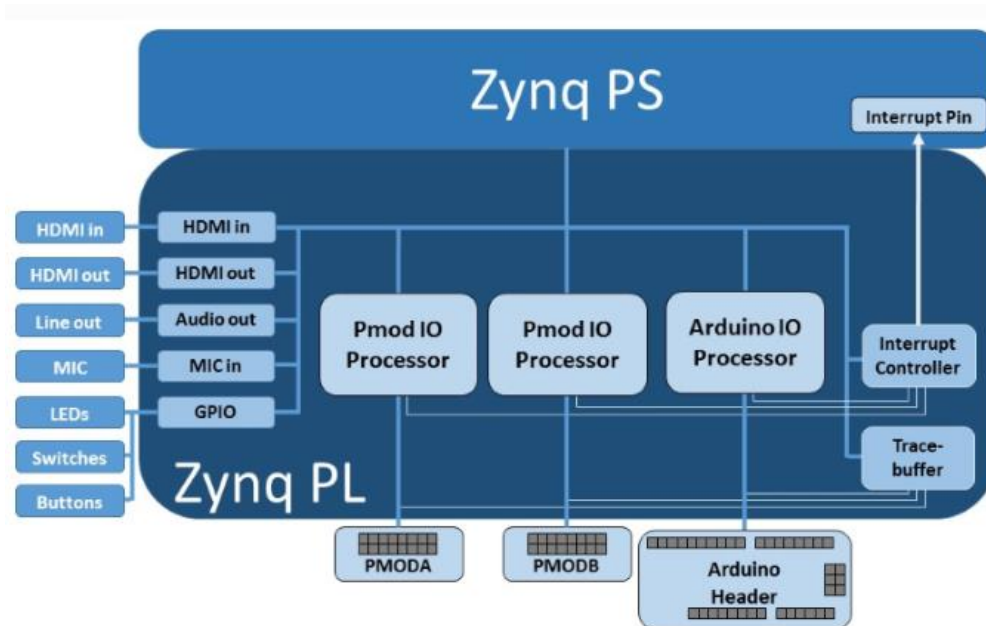 Zynq PS
Interrupt Pin
HDMI in
HDMI in
HDMI out
HDMI out
Line out
Audio out
MIC
MIC in
LEDs
GPIO
Switches
Buttons
Pmod IO
Processor
Pmod IO
Processor
Arduino IO
Processor
Interrupt
Controller
Trace-
buffer
Zynq PL
PMODA
PMODB
Arduino
Header